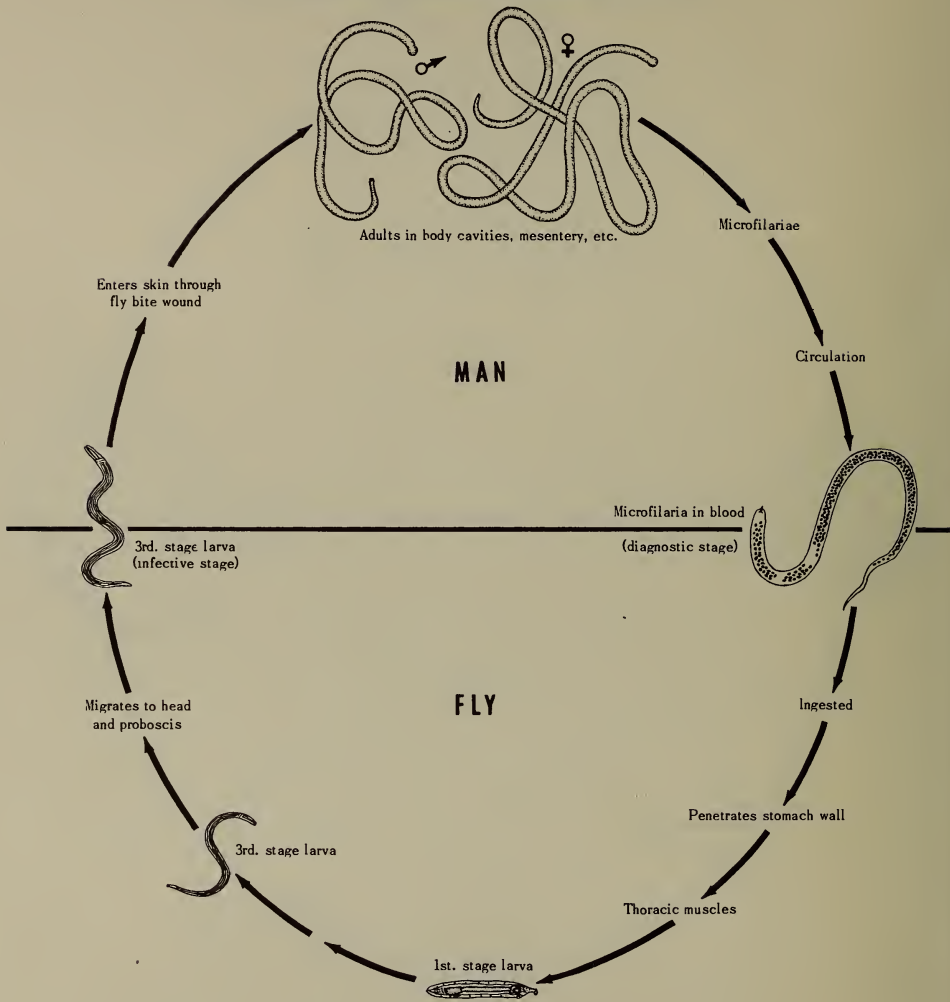 Adults in body cavities, mesentery, etc.
Microfilariae
Circulation
Enters skin through
fly bite wound
MAN
Microfilaria in blood
(diagnostic stage)
3rd. stage larva
(infective stage)
FLY
Ingested
Migrates to head
and proboscis
Penetrates stomach wall
3rd. stage larva
Thoracic muscles
1st. stage larva